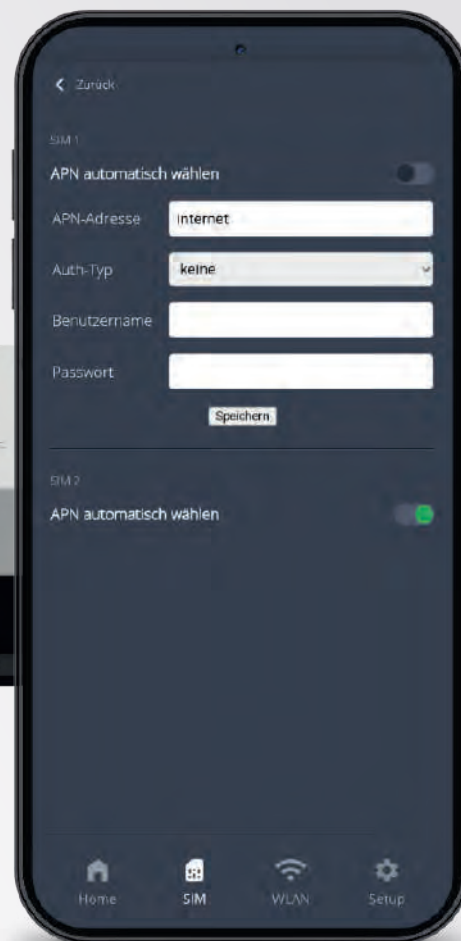 Zurück
SIM 1
APN automatisch wählen
APN-Adresse internet
Auth-Typ keine
Benutzername
Passwort
Speichern
SIM 2
APN automatisch wählen
Home SIM WLAN Setup